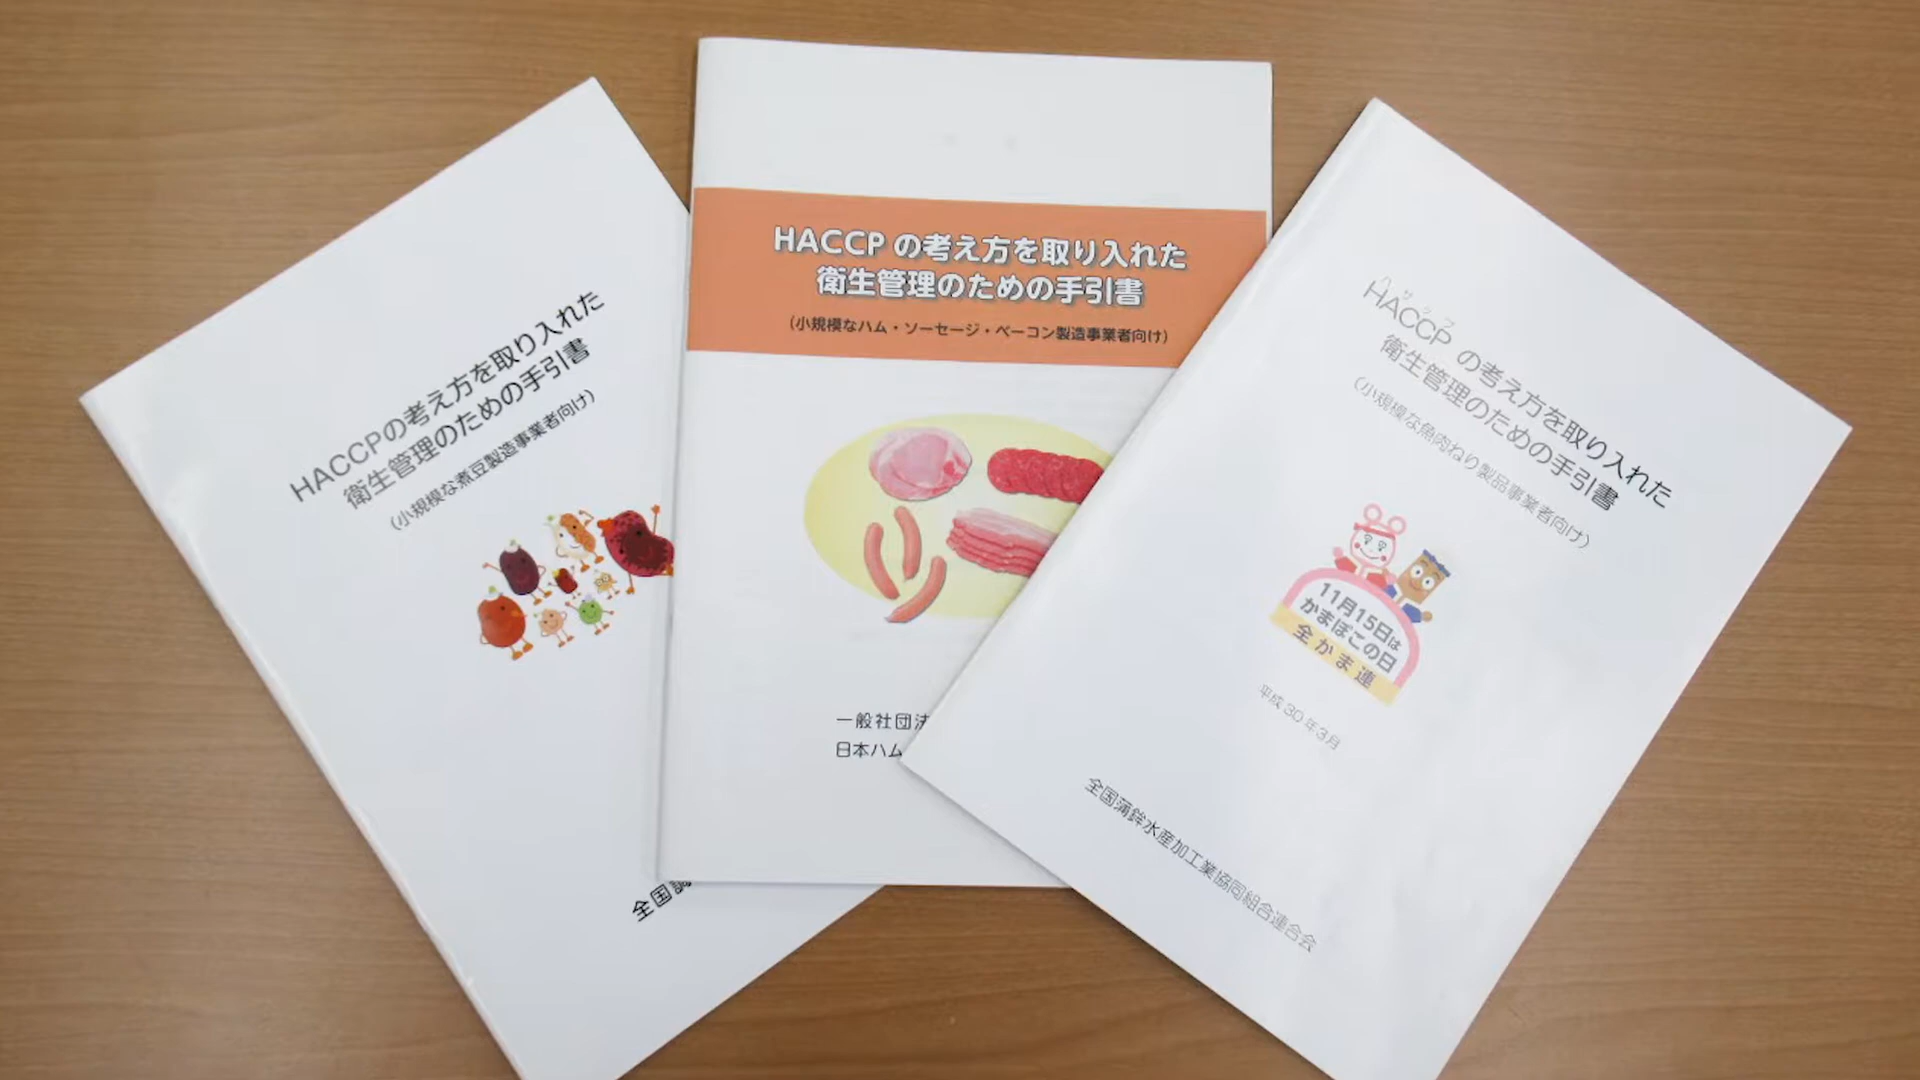 HACCPの考え方を取り入れた
衛生管理のための手引書
（小規模な煮豆製造事業者向け）
全国調
HACCP の考え方を取り入れた
衛生管理のための手引書
（小規模なハム・ソーセージ・ベーコン製造事業者向け）
一般社団法
日本ハム
ハサップ
HACCP の考え方を取り入れた
衛生管理のための手引書
（小規模な魚肉ねり製品事業者向け）
11月15日は
かまぼこの日
全かま連
平成 30 年3月
全国蒲鉾水産加工業協同組合連合会